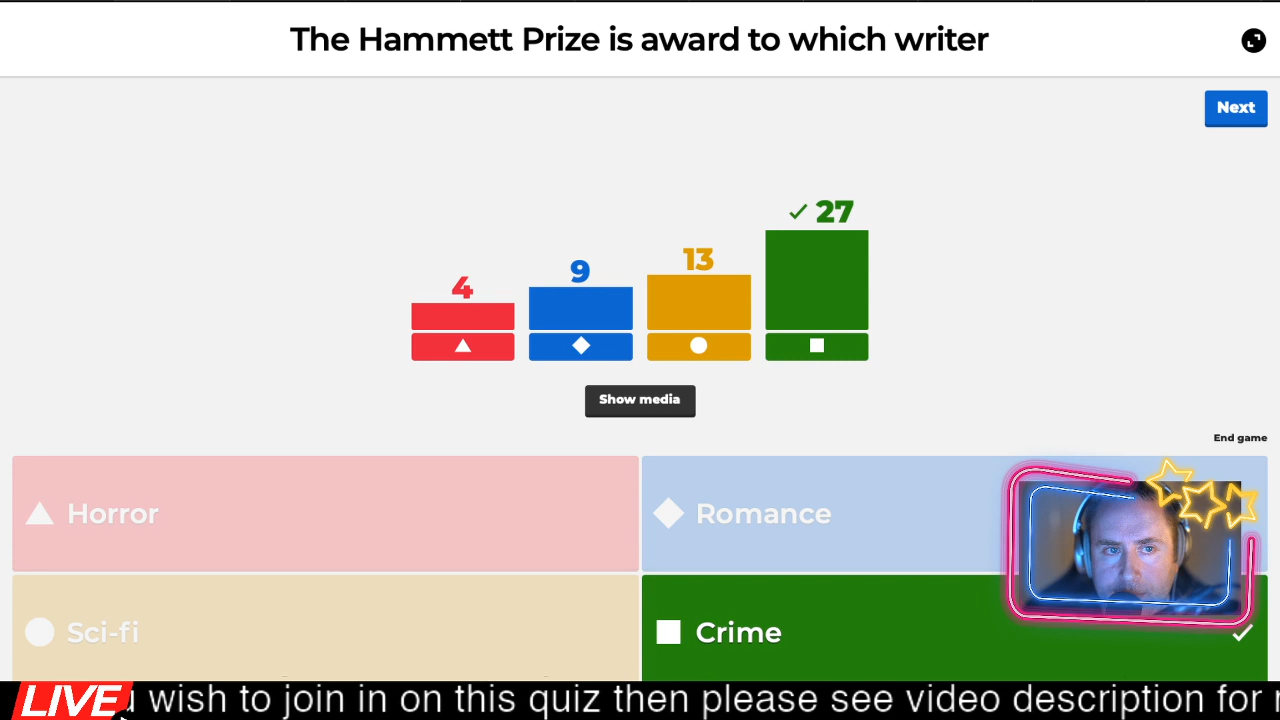 The Hammett Prize is award to which writer
Next
27
13
9
4
Show media
End game
Horror
Romance
Sci-fi
Crime
LIVE wish to join in on this quiz then please see video description for